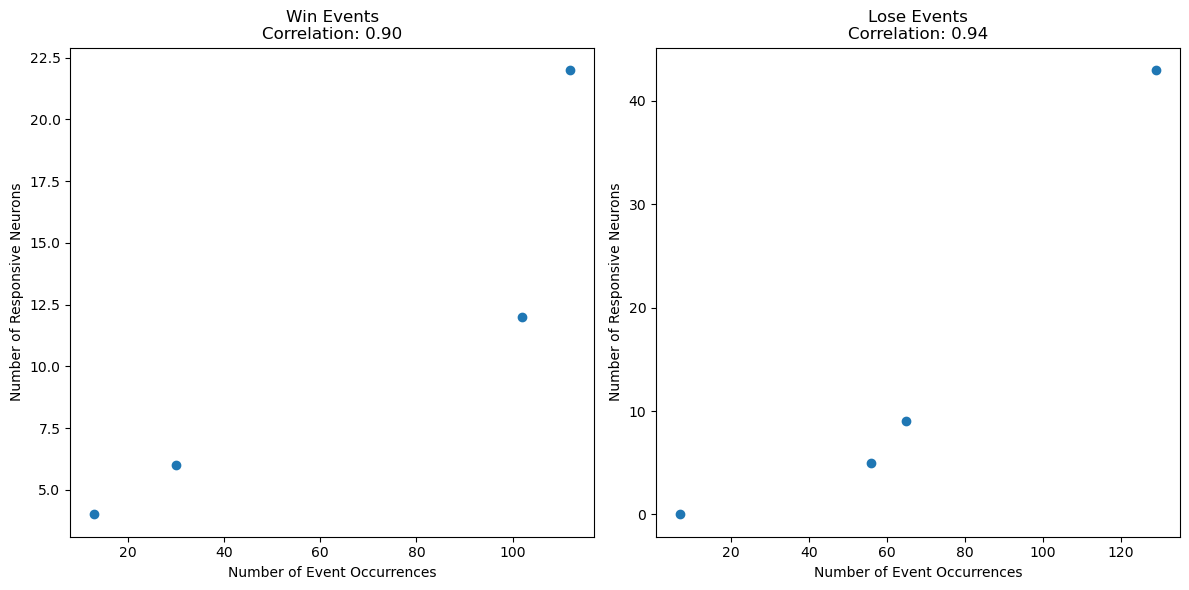 Win Events
Correlation: 0.90
Number of Responsive Neurons
22.5
20.0
17.5
15.0
12.5
10.0
7.5
5.0
20 40 60 80 100
Number of Event Occurrences
Lose Events
Correlation: 0.94
Number of Responsive Neurons
40
30
20
10
0
20 40 60 80 100 120
Number of Event Occurrences